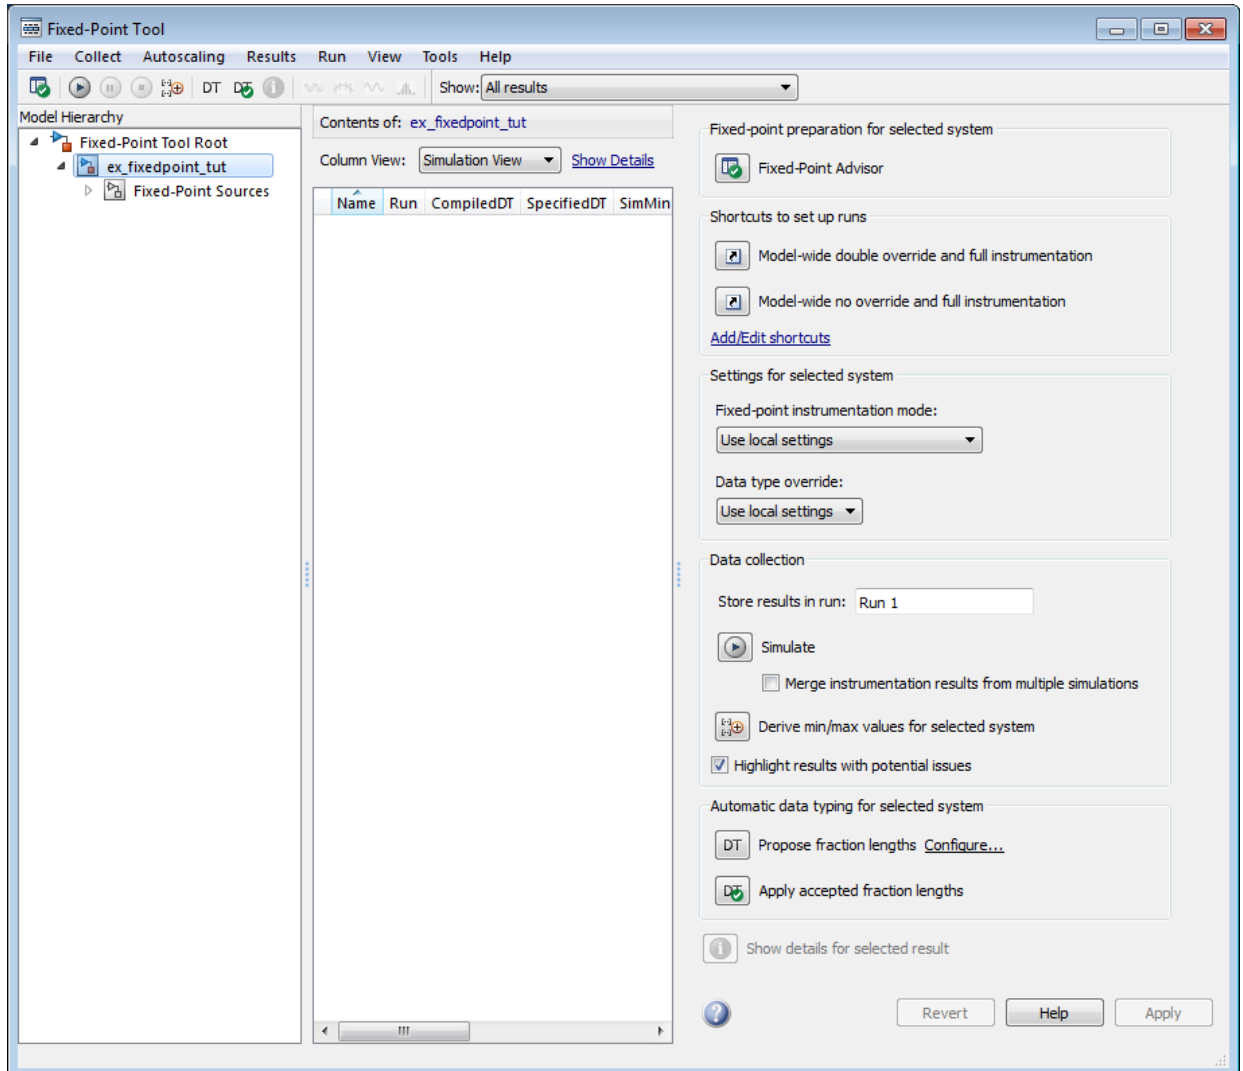 Fixed-Point Tool
File Collect Autoscaling Results Run View Tools Help
DT DT Show: All results
Model Hierarchy
Fixed-Point Tool Root
ex_fixedpoint_tut
Fixed-Point Sources
Contents of: ex_fixedpoint_tut
Column View: Simulation View Show Details
Name Run CompiledDT SpecifiedDT SimMin
Fixed-point preparation for selected system
Fixed-Point Advisor
Shortcuts to set up runs
Model-wide double override and full instrumentation
Model-wide no override and full instrumentation
Add/Edit shortcuts
Settings for selected system
Fixed-point instrumentation mode:
Use local settings
Data type override:
Use local settings
Data collection
Store results in run: Run 1
Simulate
Merge instrumentation results from multiple simulations
Derive min/max values for selected system
Highlight results with potential issues
Automatic data typing for selected system
DT Propose fraction lengths Configure...
DT Apply accepted fraction lengths
Show details for selected result
Revert Help Apply